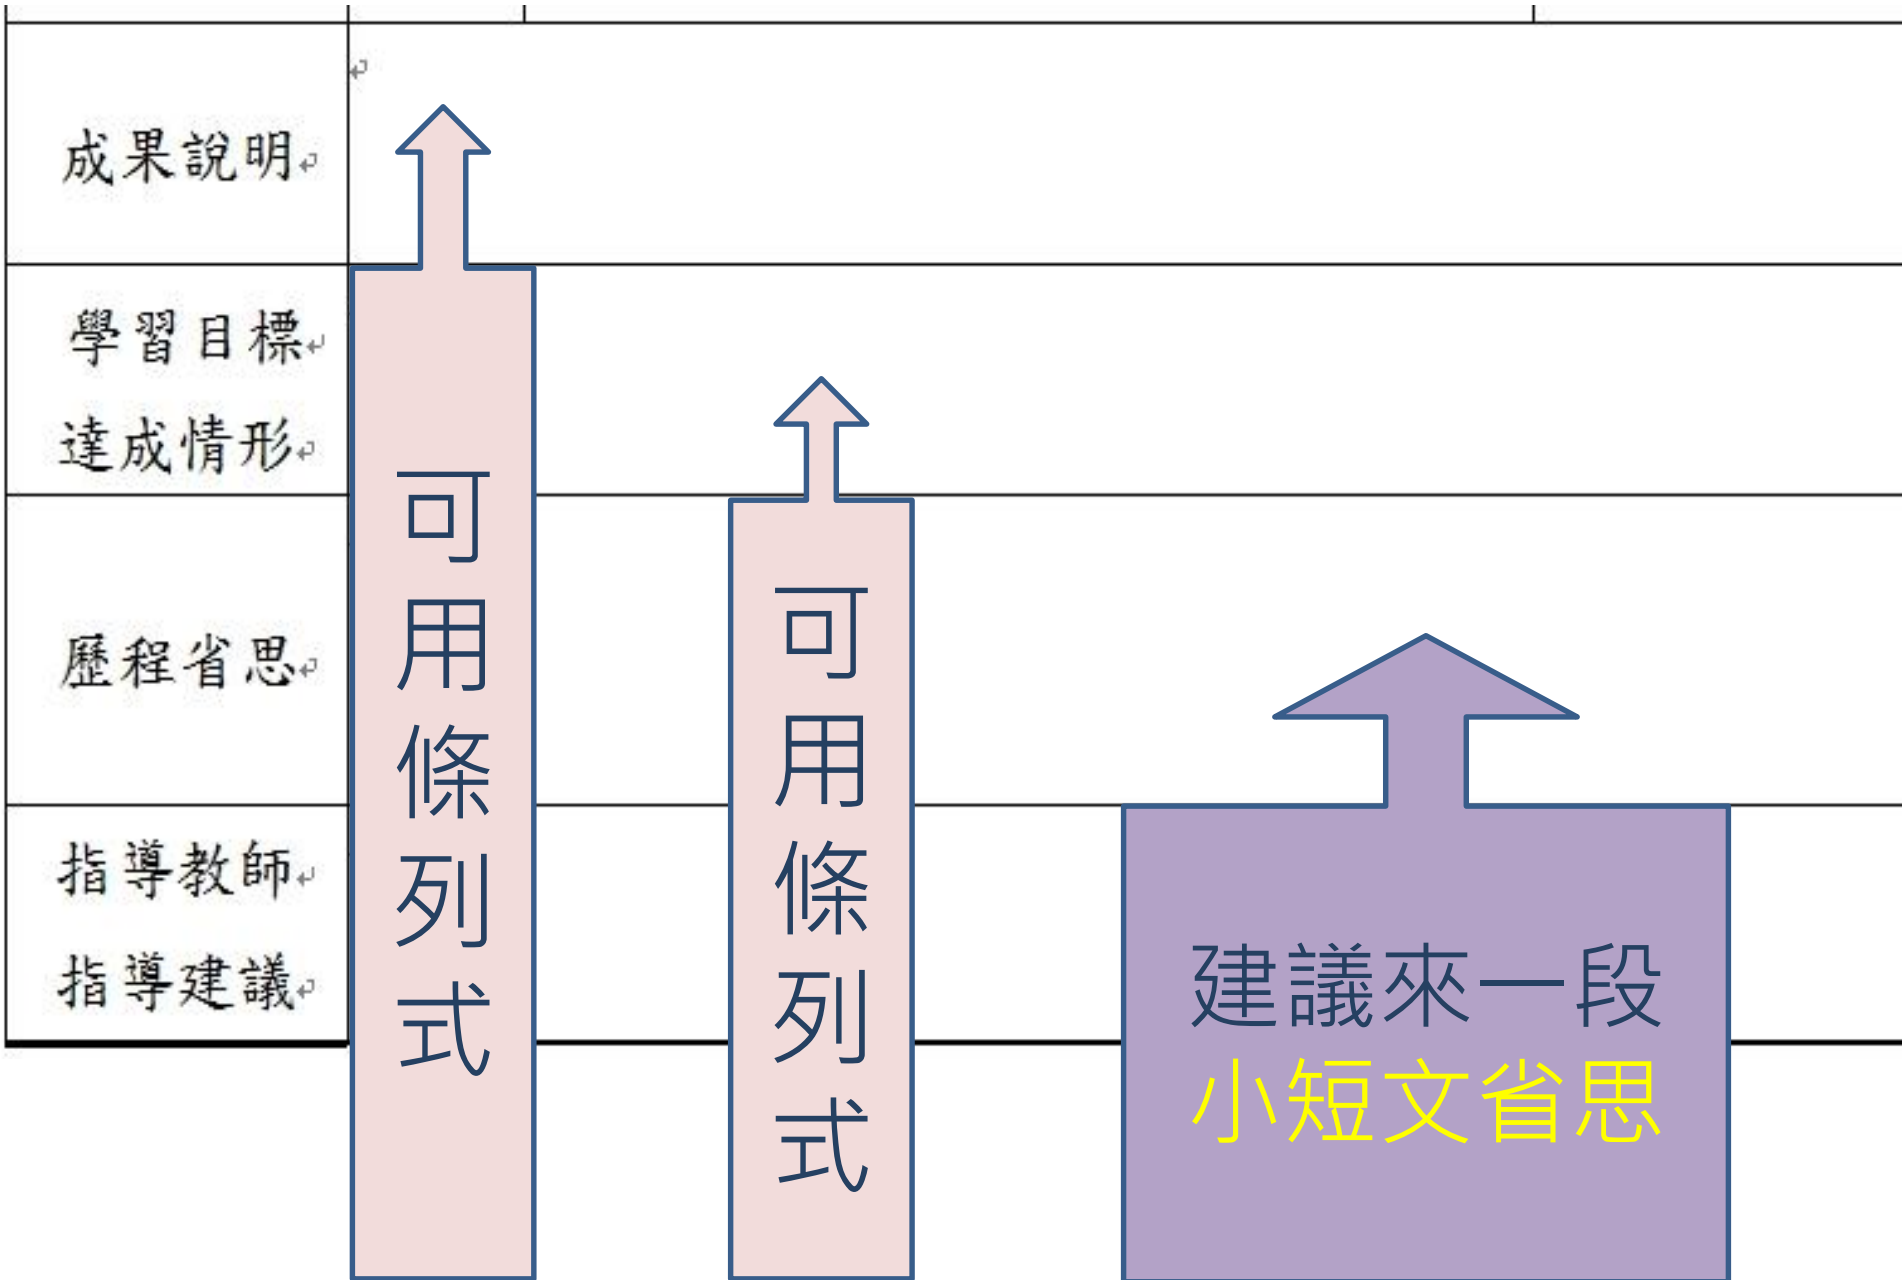 成果說明
學習目標
達成情形
歷程省思
指導教師
指導建議
可用條列式
可用條列式
建議來一段
小短文省思